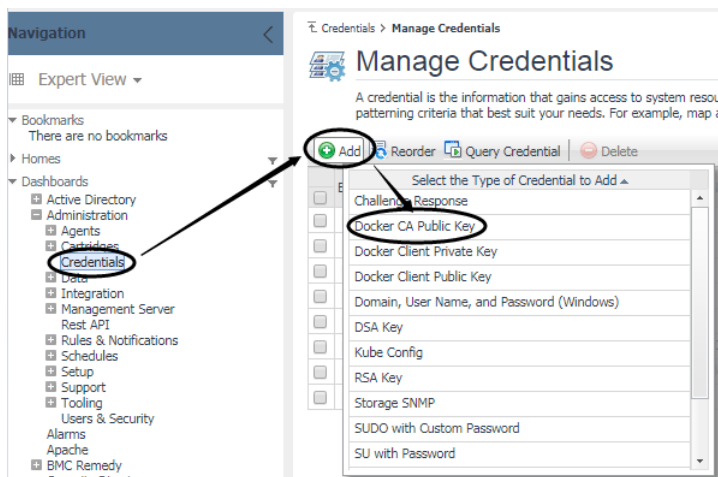 Navigation
Expert View
Bookmarks
There are no bookmarks
Homes
Dashboards
Active Directory
Administration
Agents
Cartridges
Credentials
Data
Integration
Management Server
Rest API
Rules & Notifications
Schedules
Setup
Support
Tooling
Users & Security
Alarms
Apache
BMC Remedy
Credentials > Manage Credentials
Manage Credentials
A credential is the information that gains access to system resou
patterning criteria that best suit your needs. For example, map a
Add Reorder Query Credential Delete
Select the Type of Credential to Add
Challenge Response
Docker CA Public Key
Docker Client Private Key
Docker Client Public Key
Domain, User Name, and Password (Windows)
DSA Key
Kube Config
RSA Key
Storage SNMP
SUDO with Custom Password
SU with Password